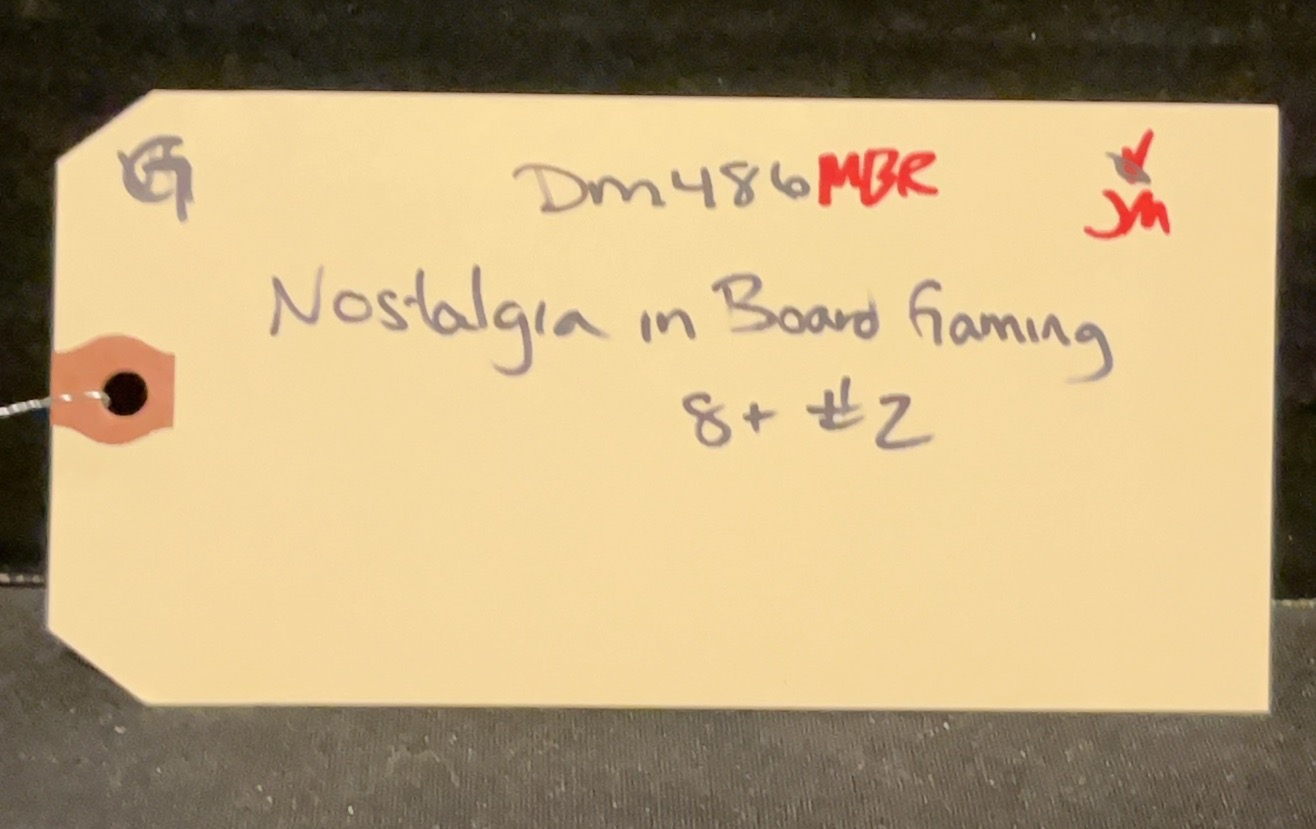 G Dm486MBR ✓
JM
Nostalgia in Board Gaming
8+ #2